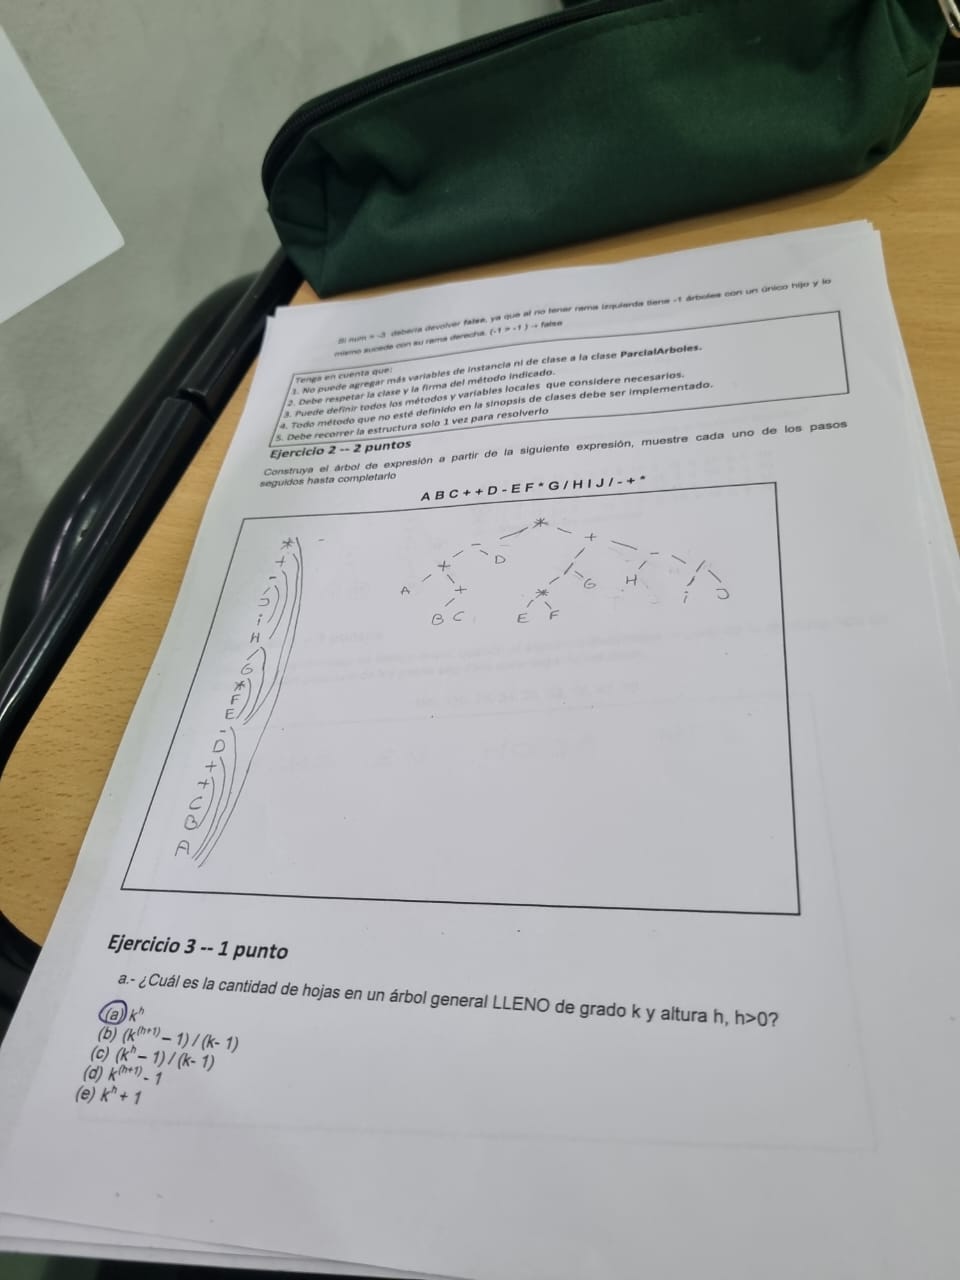 Si num = -3 debería devolver false, ya que al no tener rama izquierda tiene -1 árboles con un único hijo y lo
mismo sucede con su rama derecha. (-1 > -1 ) → false
Tenga en cuenta que:
1. No puede agregar más variables de instancia ni de clase a la clase ParcialArboles.
2. Debe respetar la clase y la firma del método indicado.
3. Puede definir todos los métodos y variables locales que considere necesarios.
4. Todo método que no esté definido en la sinopsis de clases debe ser implementado.
5. Debe recorrer la estructura solo 1 vez para resolverlo
Ejercicio 2 -- 2 puntos
Construya el árbol de expresión a partir de la siguiente expresión, muestre cada uno de los pasos
seguidos hasta completarlo
A B C + + D - E F * G / H I J / - + *
*
- +
+ D / - /
A + * G H i J
B C E F
*
+
-
/
J
i
H
/
G
*
F
E
-
D
+
+
C
B
A
Ejercicio 3 -- 1 punto
a.- ¿Cuál es la cantidad de hojas en un árbol general LLENO de grado k y altura h, h>0?
(a) k^h
(b) (k^(h+1) – 1) / (k- 1)
(c) (k^h – 1) / (k- 1)
(d) k^(h+1) - 1
(e) k^h + 1